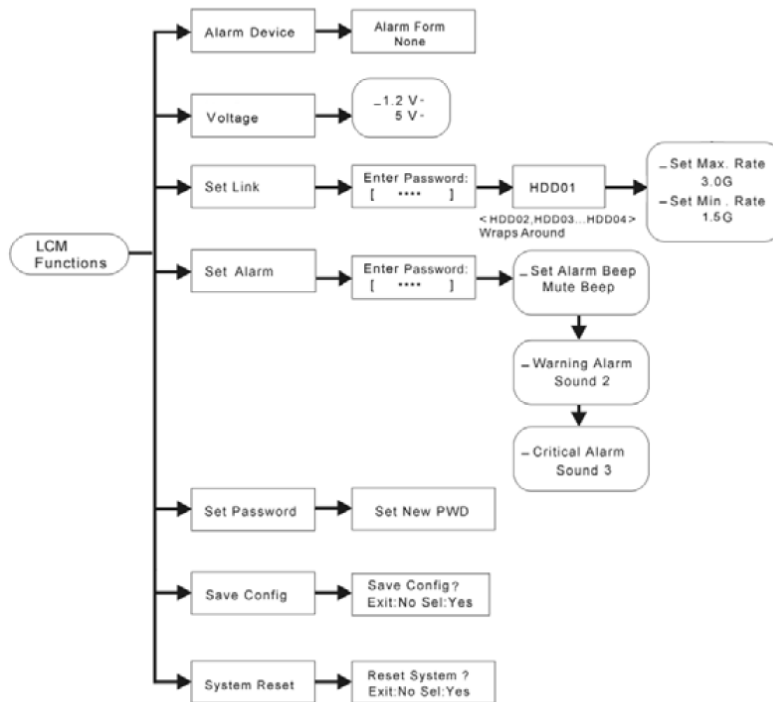 Alarm Device
Alarm Form
None
Voltage
_1.2 V-
5 V-
Set Link
Enter Password:
[ •••• ]
HDD01
<HDD02,HDD03...HDD04>
Wraps Around
_Set Max. Rate
3.0G
-Set Min . Rate
1.5G
LCM
Functions
Set Alarm
Enter Password:
[ •••• ]
_Set Alarm Beep
Mute Beep
-Warning Alarm
Sound 2
-Critical Alarm
Sound 3
Set Password
Set New PWD
Save Config
Save Config?
Exit:No Sel:Yes
System Reset
Reset System ?
Exit:No Sel:Yes